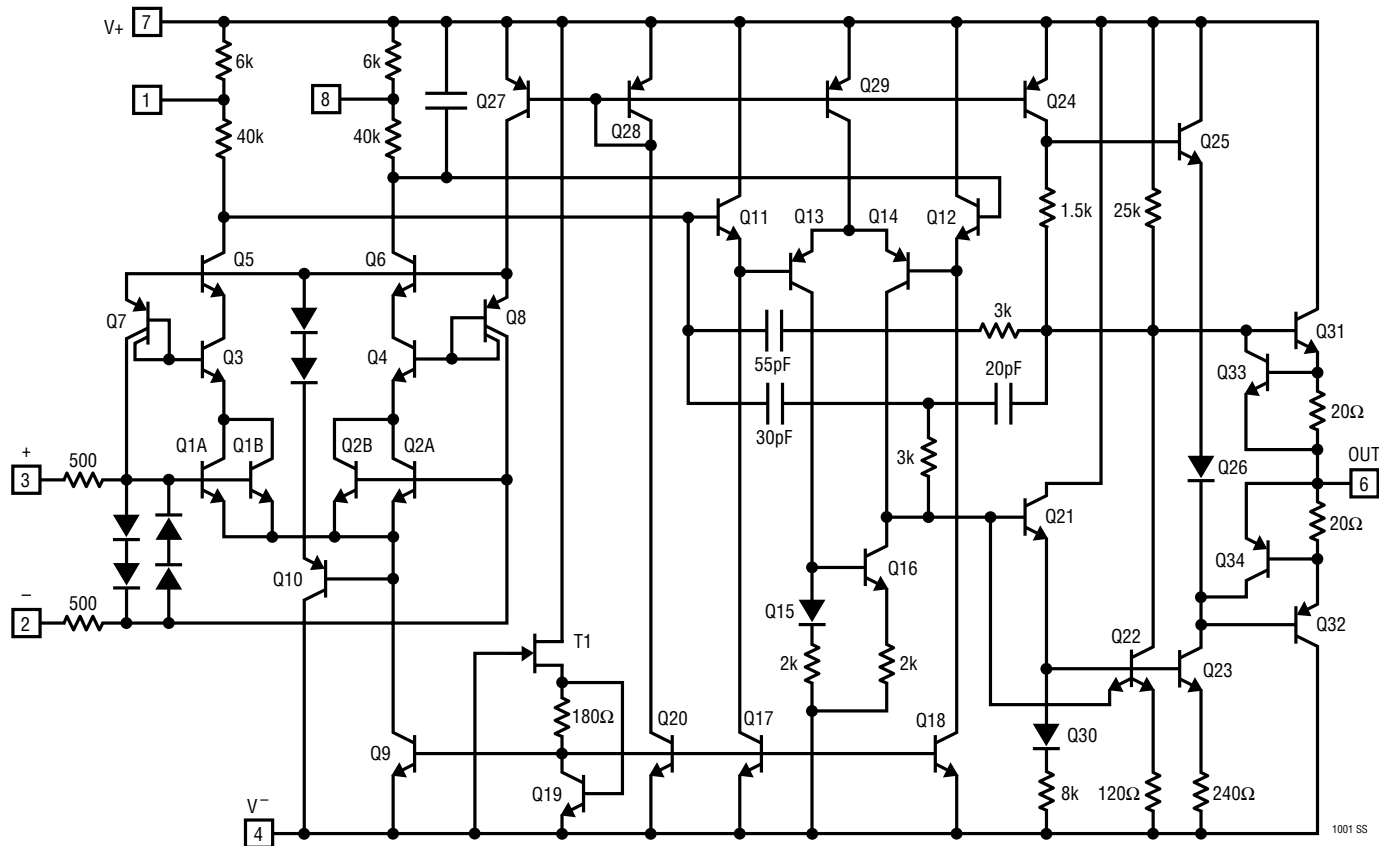 V+ 7
6k
6k
1
8
Q27
Q28
Q29
Q24
40k
40k
Q25
Q11
Q13
Q14
Q12
1.5k
25k
Q5
Q6
Q7
Q8
Q3
Q4
3k
Q31
55pF
20pF
Q33
30pF
20Ω
Q1A
Q1B
Q2B
Q2A
+
3
500
3k
Q26
OUT
6
Q21
20Ω
Q34
Q10
Q16
–
2
500
Q15
T1
2k
2k
Q22
Q23
Q32
180Ω
Q20
Q17
Q18
Q30
Q9
Q19
8k
120Ω
240Ω
V–
4
1001 SS